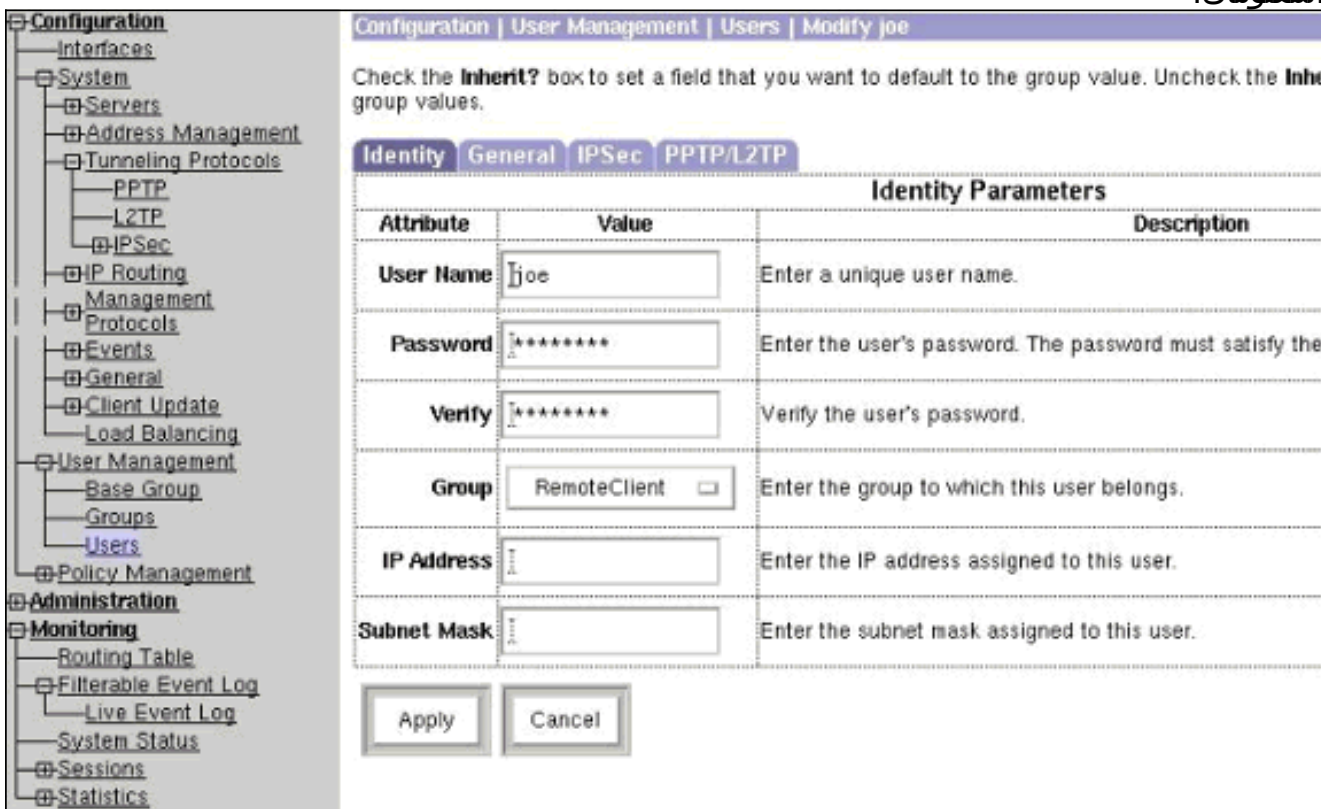 Configuration
Interfaces
System
Servers
Address Management
Tunneling Protocols
PPTP
L2TP
IPSec
IP Routing
Management
Protocols
Events
General
Client Update
Load Balancing
User Management
Base Group
Groups
Users
Policy Management
Administration
Monitoring
Routing Table
Filterable Event Log
Live Event Log
System Status
Sessions
Statistics
Configuration | User Management | Users | Modify joe
Check the Inherit? box to set a field that you want to default to the group value. Uncheck the Inhe
group values.
Identity General IPSec PPTP/L2TP
Identity Parameters
Attribute Value Description
User Name joe Enter a unique user name.
Password ******** Enter the user's password. The password must satisfy the
Verify ******** Verify the user's password.
Group RemoteClient Enter the group to which this user belongs.
IP Address Enter the IP address assigned to this user.
Subnet Mask Enter the subnet mask assigned to this user.
Apply Cancel